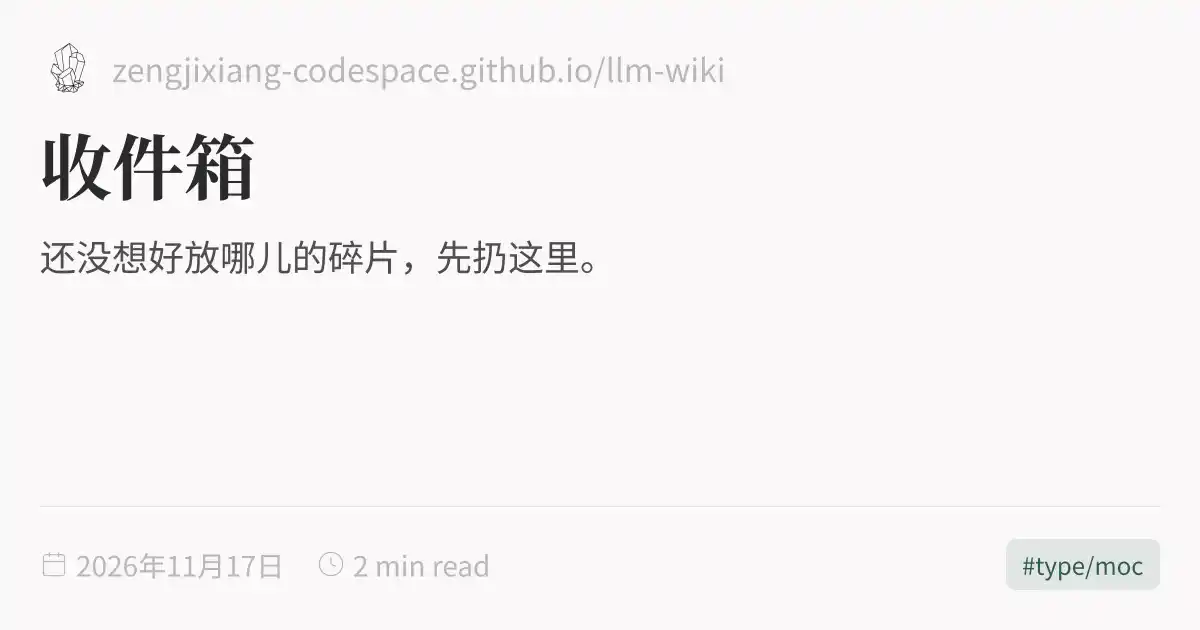 zengjixiang-codespace.github.io/llm-wiki
收件箱
还没想好放哪儿的碎片，先扔这里。
2026年11月17日 2 min read #type/moc